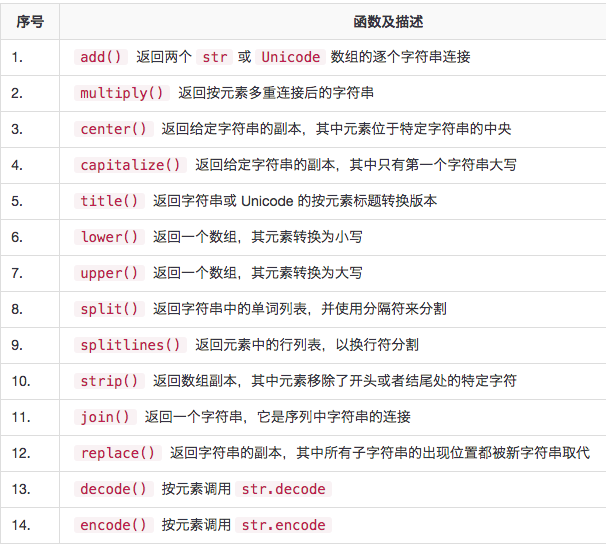 序号 函数及描述
1. add() 返回两个 str 或 Unicode 数组的逐个字符串连接
2. multiply() 返回按元素多重连接后的字符串
3. center() 返回给定字符串的副本，其中元素位于特定字符串的中央
4. capitalize() 返回给定字符串的副本，其中只有第一个字符串大写
5. title() 返回字符串或 Unicode 的按元素标题转换版本
6. lower() 返回一个数组，其元素转换为小写
7. upper() 返回一个数组，其元素转换为大写
8. split() 返回字符串中的单词列表，并使用分隔符来分割
9. splitlines() 返回元素中的行列表，以换行符分割
10. strip() 返回数组副本，其中元素移除了开头或者结尾处的特定字符
11. join() 返回一个字符串，它是序列中字符串的连接
12. replace() 返回字符串的副本，其中所有子字符串的出现位置都被新字符串取代
13. decode() 按元素调用 str.decode
14. encode() 按元素调用 str.encode